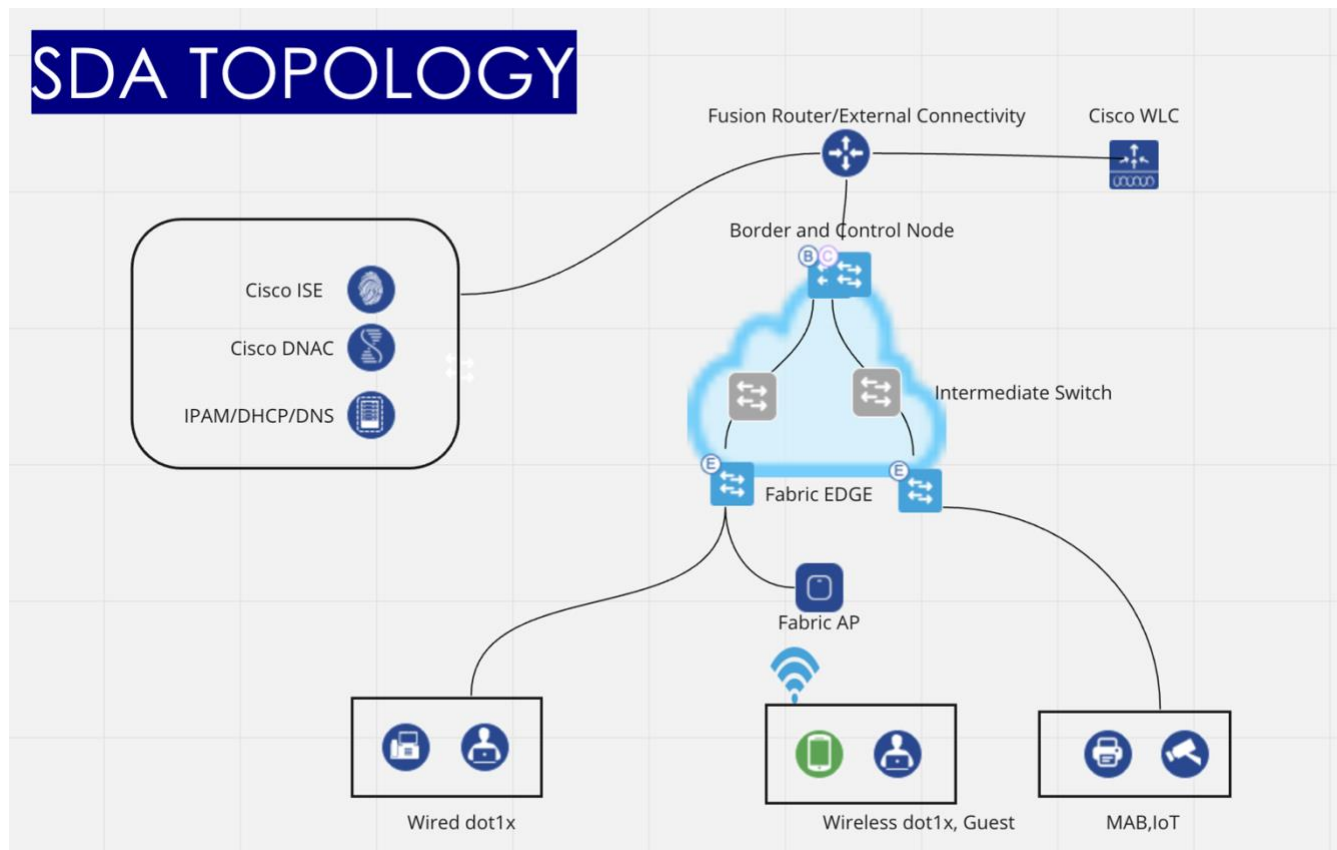 SDA TOPOLOGY
Fusion Router/External Connectivity
Cisco WLC
Border and Control Node
B
C
Cisco ISE
Cisco DNAC
IPAM/DHCP/DNS
Intermediate Switch
E
E
Fabric EDGE
Fabric AP
Wired dot1x
Wireless dot1x, Guest
MAB,IoT